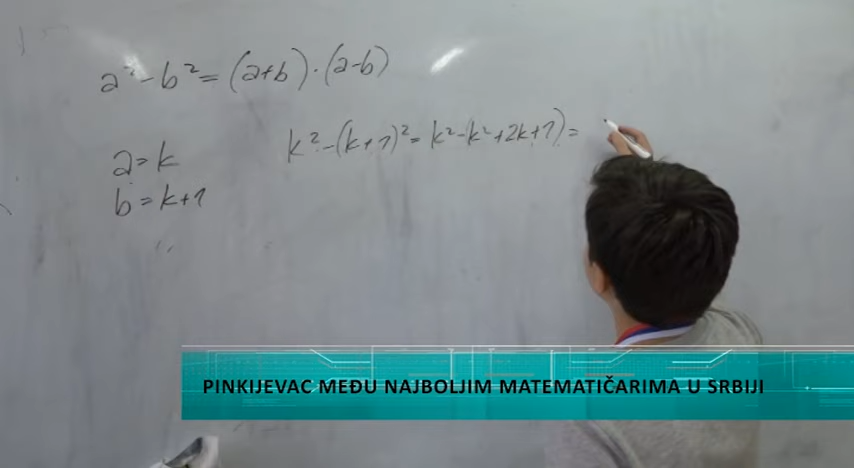 a² - b² = (a+b)·(a-b)
a = k
b = k+1
k² - (k+1)² = k² - k² + 2k + 1) =
PINKIJEVAC MEĐU NAJBOLJIM MATEMATIČARIMA U SRBIJI